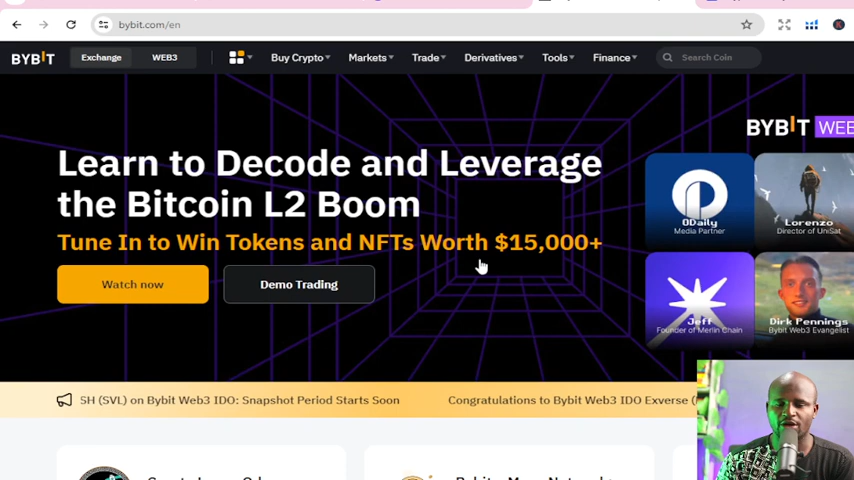 bybit.com/en
BYBIT Exchange WEB3 Buy Crypto Markets Trade Derivatives Tools Finance Search Coin
Learn to Decode and Leverage
the Bitcoin L2 Boom
Tune In to Win Tokens and NFTs Worth $15,000+
Watch now
Demo Trading
BYBIT WEB
ODaily
Media Partner
Lorenzo
Director of UniSat
Jeff
Founder of Merlin Chain
Dirk Pennings
Bybit Web3 Evangelist
SH (SVL) on Bybit Web3 IDO: Snapshot Period Starts Soon
Congratulations to Bybit Web3 IDO Exverse (